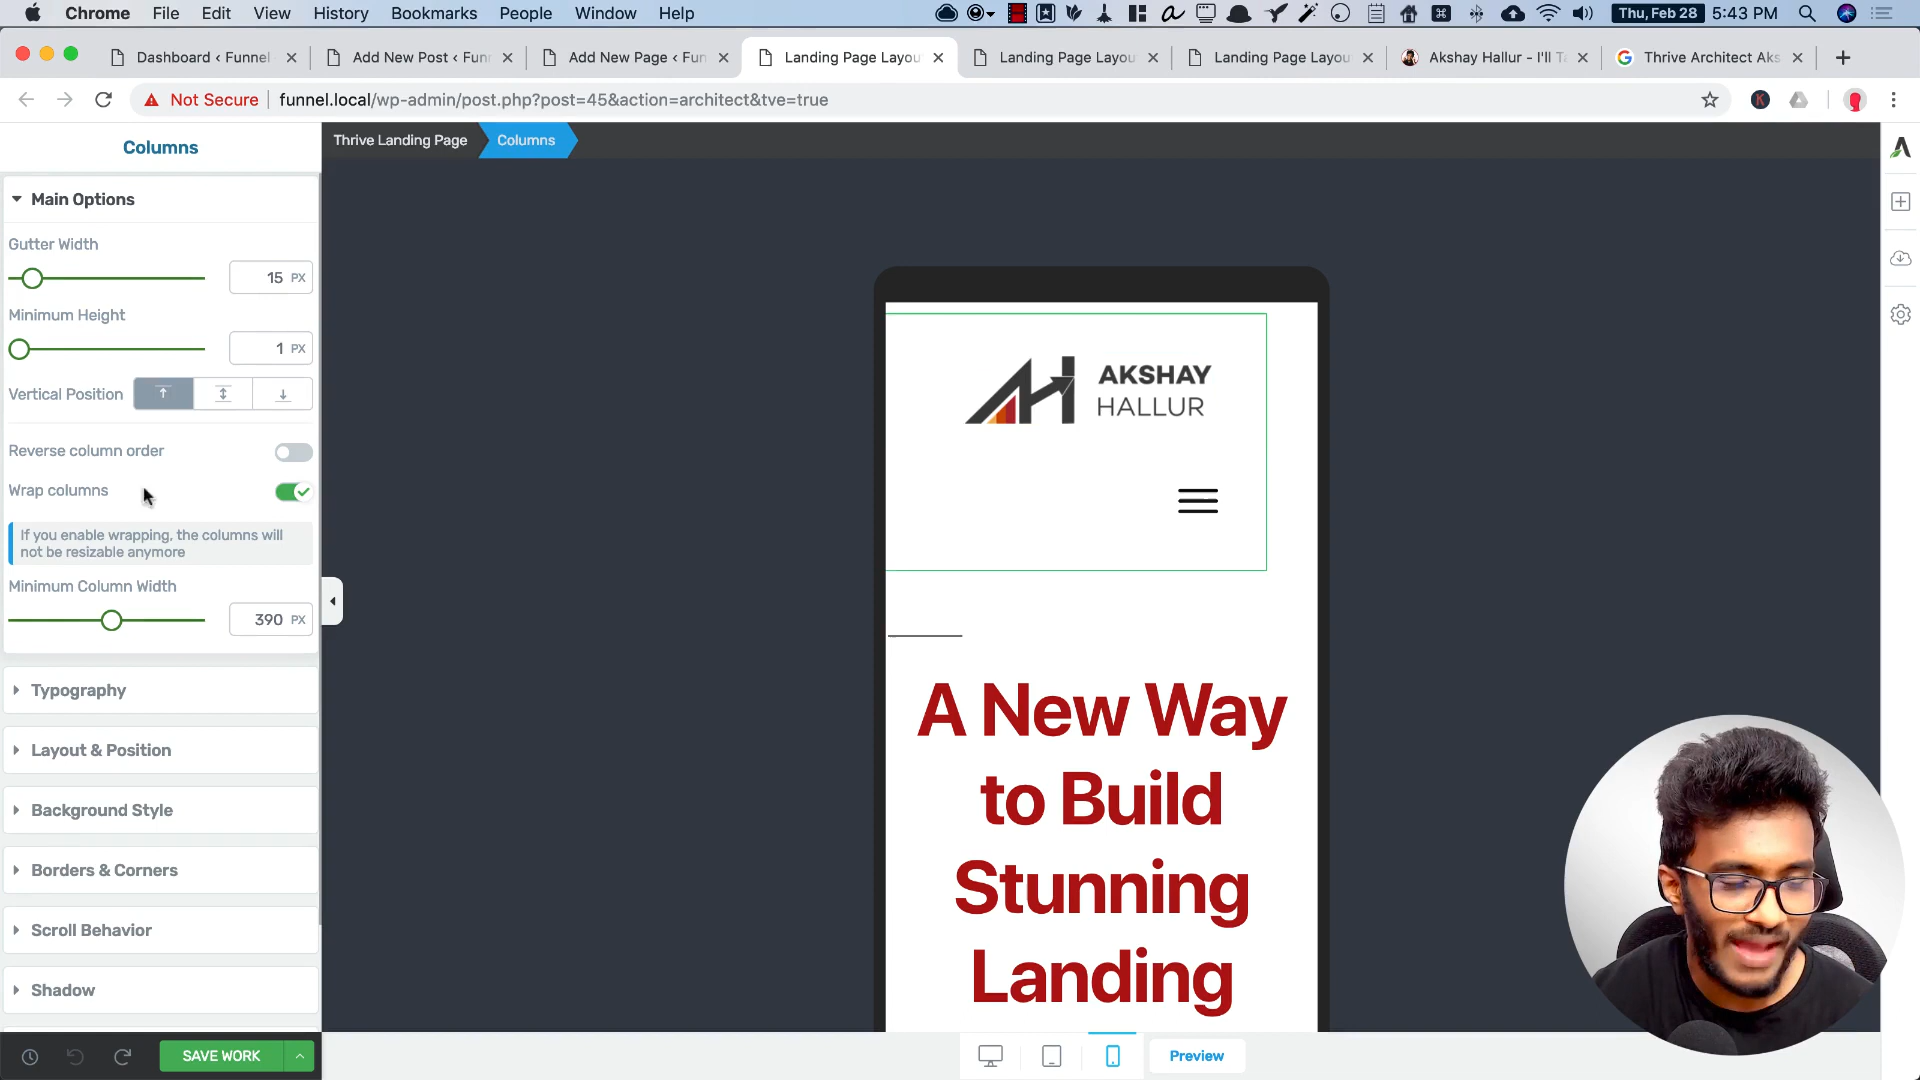 Chrome File Edit View History Bookmarks People Window Help Thu, Feb 28 5:43 PM
Dashboard ‹ Funnel Add New Post ‹ Funn Add New Page ‹ Fun Landing Page Layou Landing Page Layou Landing Page Layou Akshay Hallur - I'll Ta Thrive Architect Aks
Not Secure funnel.local/wp-admin/post.php?post=45&action=architect&tve=true
Columns
Thrive Landing Page Columns
Main Options
Gutter Width
15 PX
Minimum Height
1 PX
Vertical Position
Reverse column order
Wrap columns
If you enable wrapping, the columns will
not be resizable anymore
Minimum Column Width
390 PX
Typography
Layout & Position
Background Style
Borders & Corners
Scroll Behavior
Shadow
SAVE WORK
AKSHAY
HALLUR
A New Way
to Build
Stunning
Landing
Preview